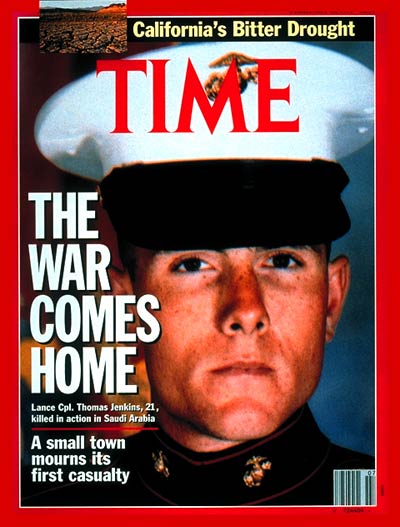 California's Bitter Drought
TIME
THE
WAR
COMES
HOME
Lance Cpl. Thomas Jenkins, 21,
killed in action in Saudi Arabia
A small town
mourns its
first casualty
07